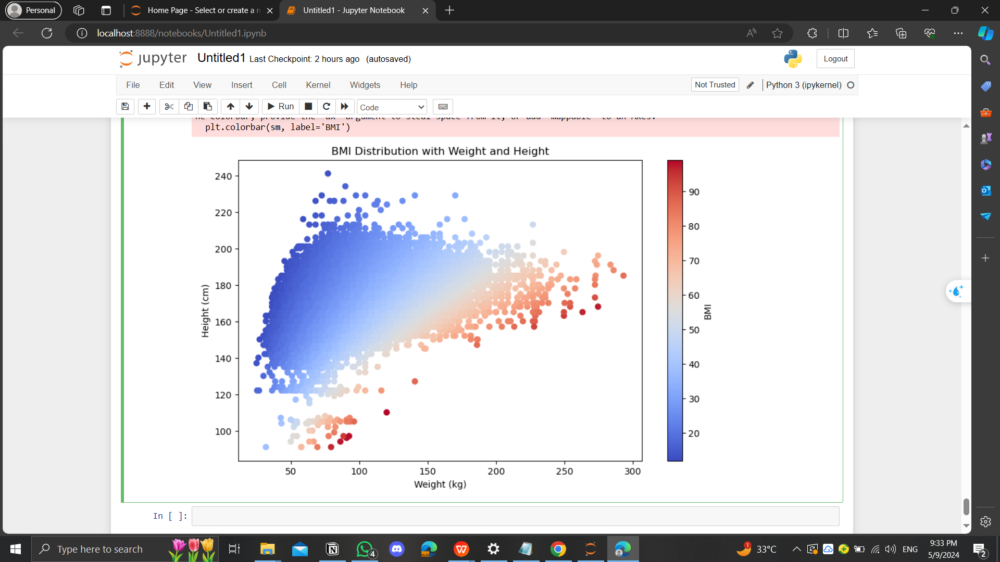 Personal
Home Page - Select or create a n
Untitled1 - Jupyter Notebook
localhost:8888/notebooks/Untitled1.ipynb
jupyter Untitled1 Last Checkpoint: 2 hours ago (autosaved)
Logout
File Edit View Insert Cell Kernel Widgets Help
Not Trusted
Python 3 (ipykernel)
Run
Code
plt.colorbar(sm, label='BMI')
BMI Distribution with Weight and Height
240
220
200
180
160
140
120
100
Height (cm)
50 100 150 200 250 300
Weight (kg)
90
80
70
60
50
40
30
20
BMI
In [ ]:
Type here to search
4
1
33°C
ENG
9:33 PM
5/9/2024
2